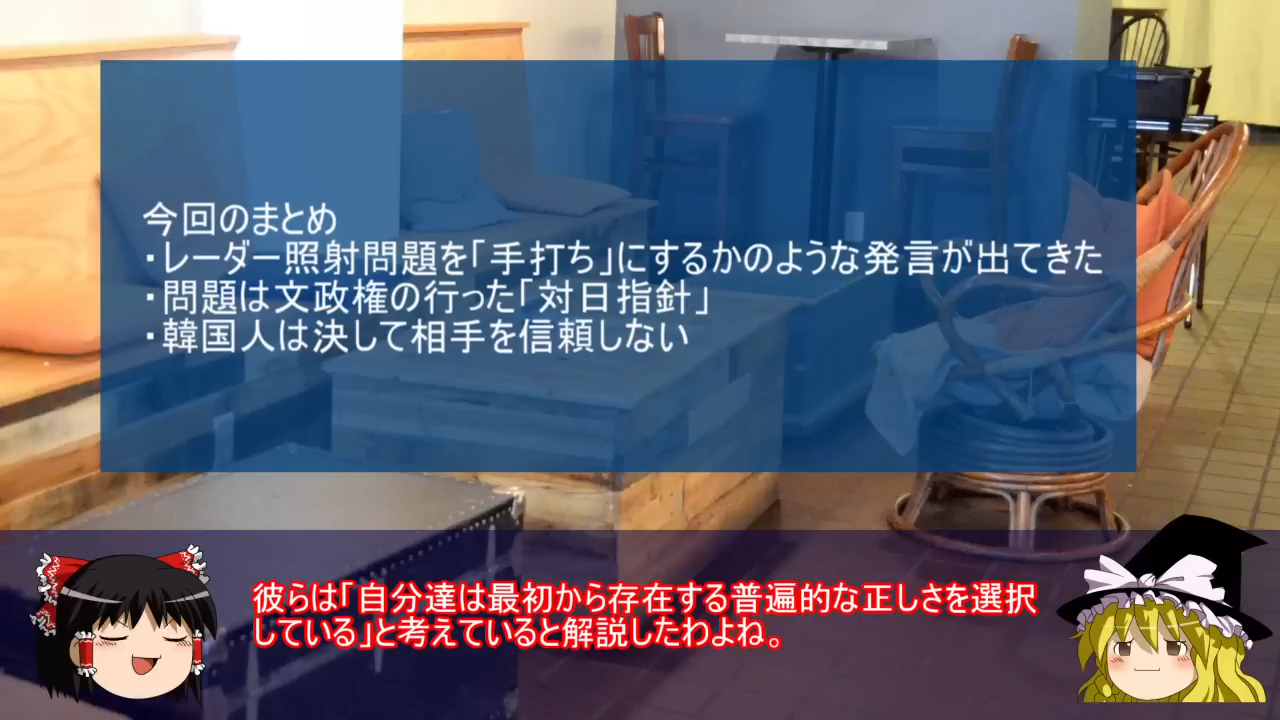 今回のまとめ
・レーダー照射問題を「手打ち」にするかのような発言が出てきた
・問題は文政権の行った「対日指針」
・韓国人は決して相手を信頼しない
彼らは「自分達は最初から存在する普遍的な正しさを選択
している」と考えていると解説したわよね。